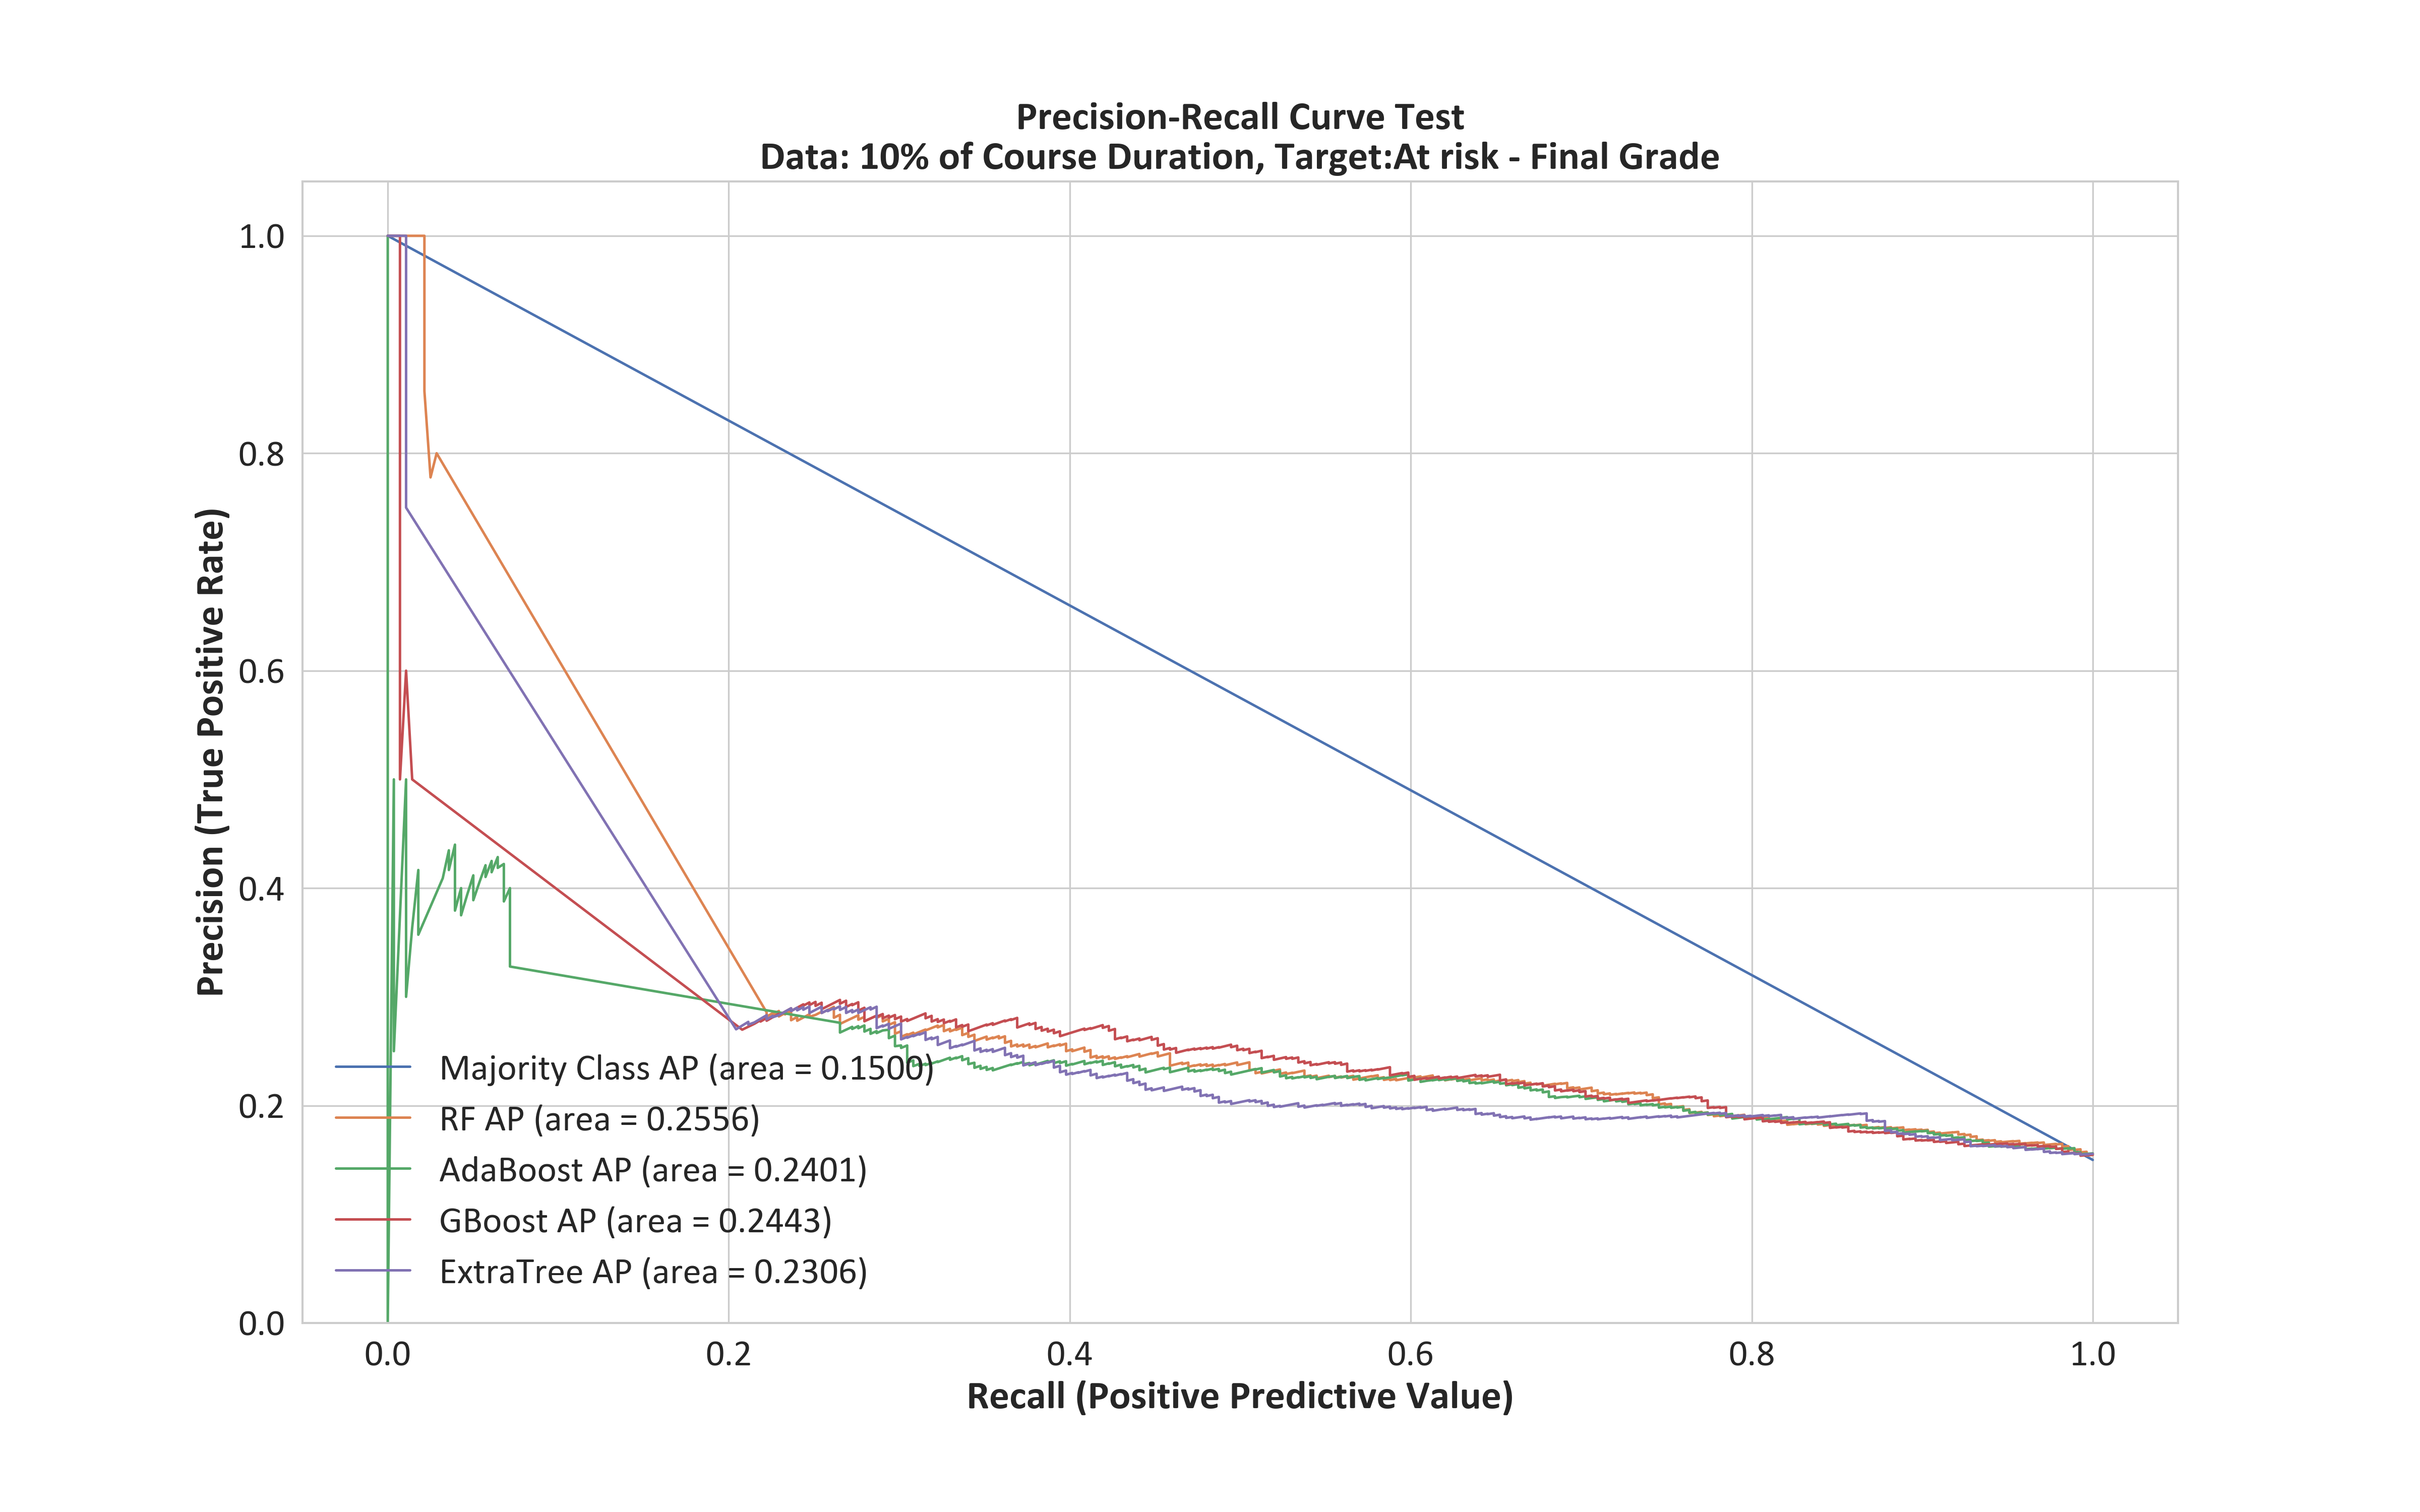 Precision-Recall Curve Test
Data: 10% of Course Duration, Target:At risk - Final Grade
Precision (True Positive Rate)
1.0
0.8
0.6
0.4
0.2
0.0
Majority Class AP (area = 0.1500)
RF AP (area = 0.2556)
AdaBoost AP (area = 0.2401)
GBoost AP (area = 0.2443)
ExtraTree AP (area = 0.2306)
0.0 0.2 0.4 0.6 0.8 1.0
Recall (Positive Predictive Value)